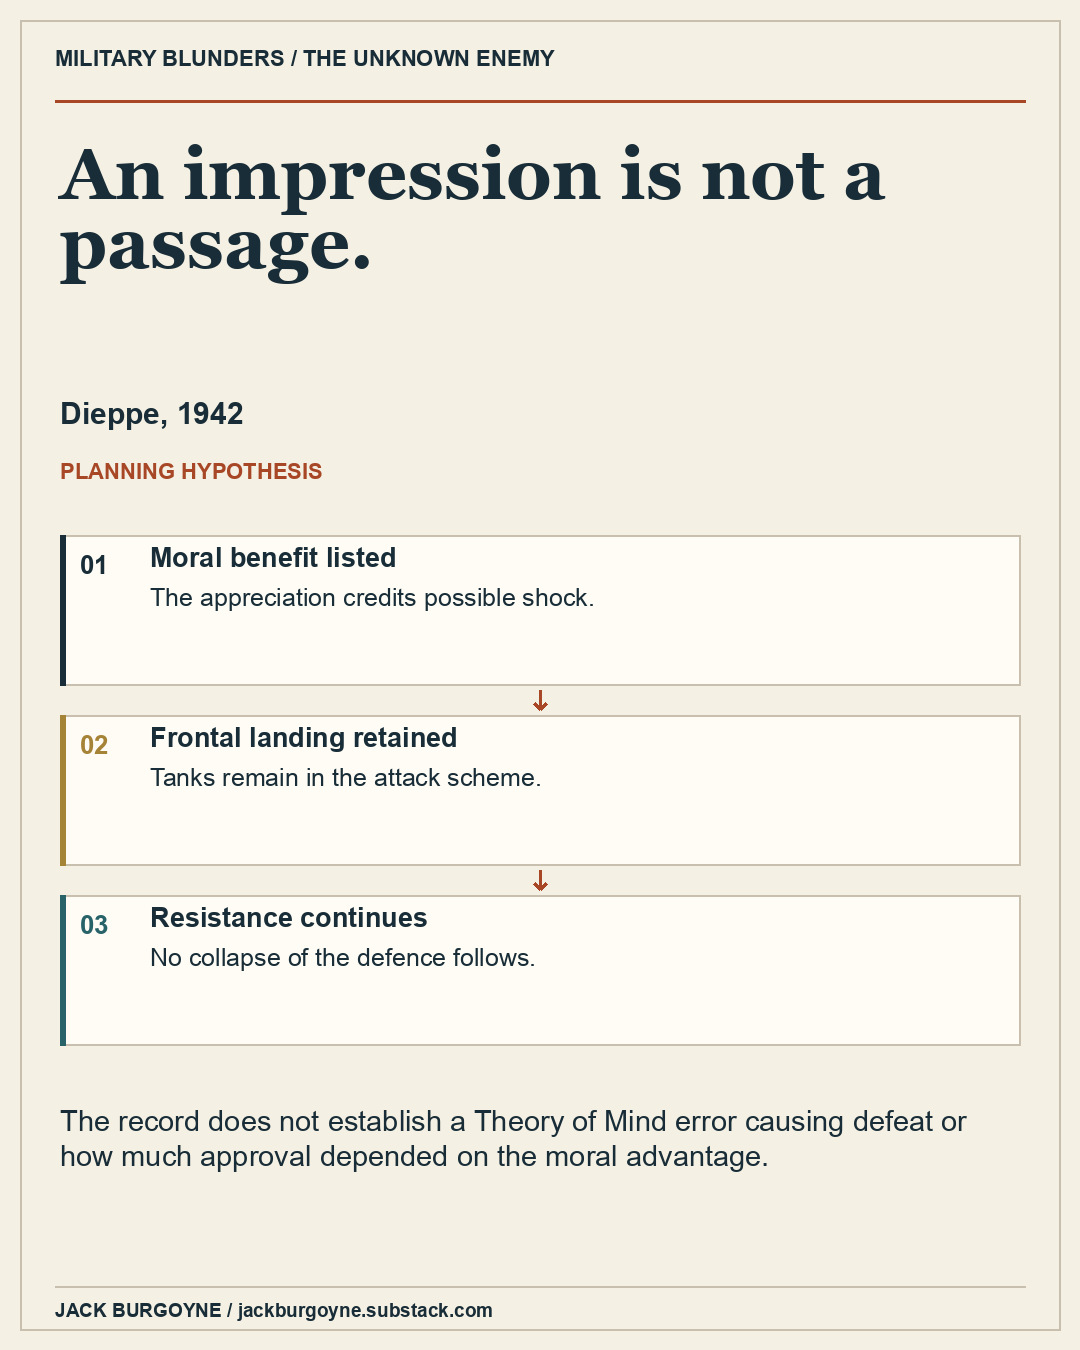 MILITARY BLUNDERS / THE UNKNOWN ENEMY
An impression is not a
passage.
Dieppe, 1942
PLANNING HYPOTHESIS
01
Moral benefit listed
The appreciation credits possible shock.
02
Frontal landing retained
Tanks remain in the attack scheme.
03
Resistance continues
No collapse of the defence follows.
The record does not establish a Theory of Mind error causing defeat or
how much approval depended on the moral advantage.
JACK BURGOYNE / jackburgoyne.substack.com